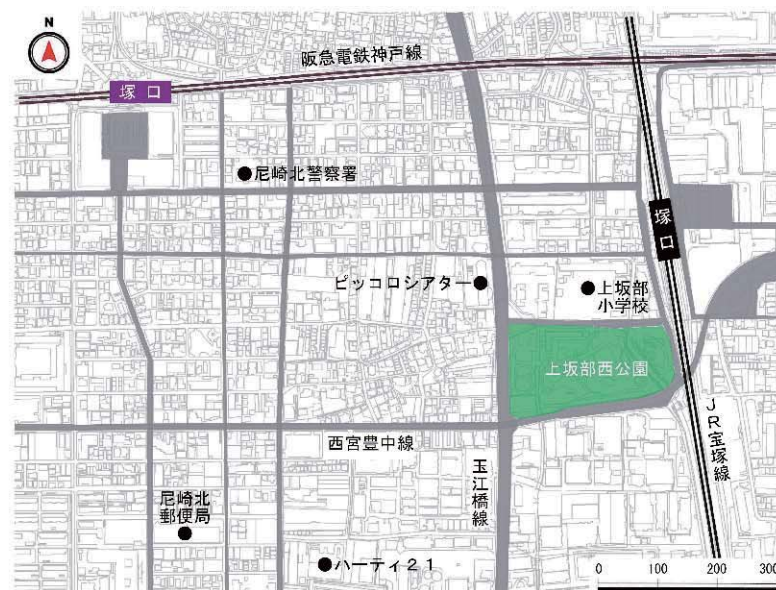 N
阪急電鉄神戸線
塚口
尼崎北警察署
塚口
ピッコロシアター
上坂部
小学校
上坂部西公園
JR宝塚線
西宮豊中線
玉江橋線
尼崎北
郵便局
ハーティ21
0 100 200 300